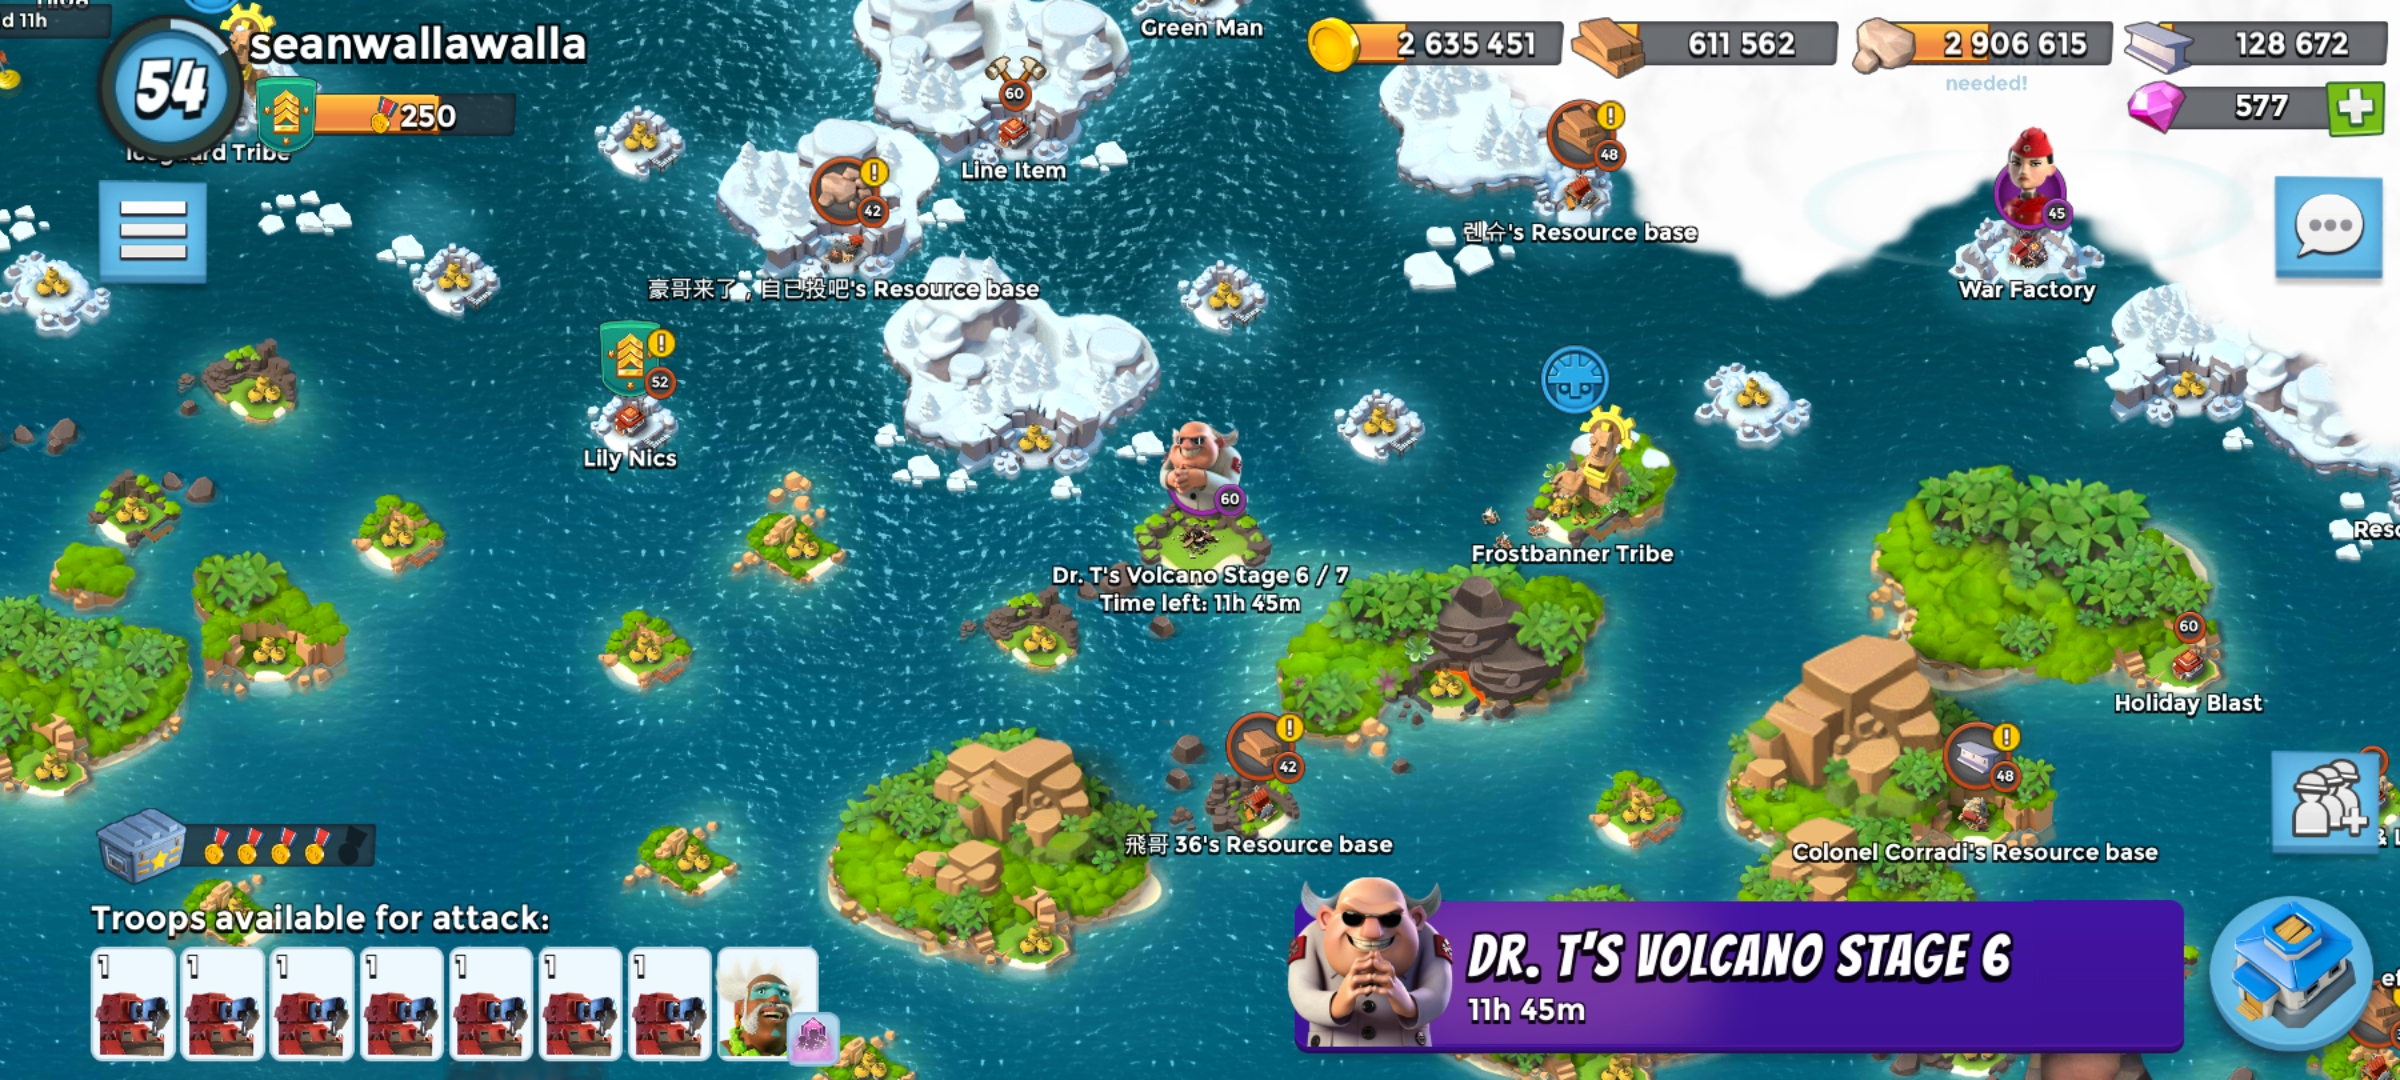 d 11h
54
seanwallawalla
250
Green Man
2 635 451
611 562
2 906 615
128 672
needed!
577
Iceguard Tribe
60
Line Item
42
豪哥来了，自己投吧's Resource base
48
렌슈's Resource base
45
War Factory
52
Lily Nics
60
Dr. T's Volcano Stage 6 / 7
Time left: 11h 45m
Frostbanner Tribe
60
Holiday Blast
42
飛哥 36's Resource base
48
Colonel Corradi's Resource base
Troops available for attack:
1
1
1
1
1
1
1
DR. T'S VOLCANO STAGE 6
11h 45m